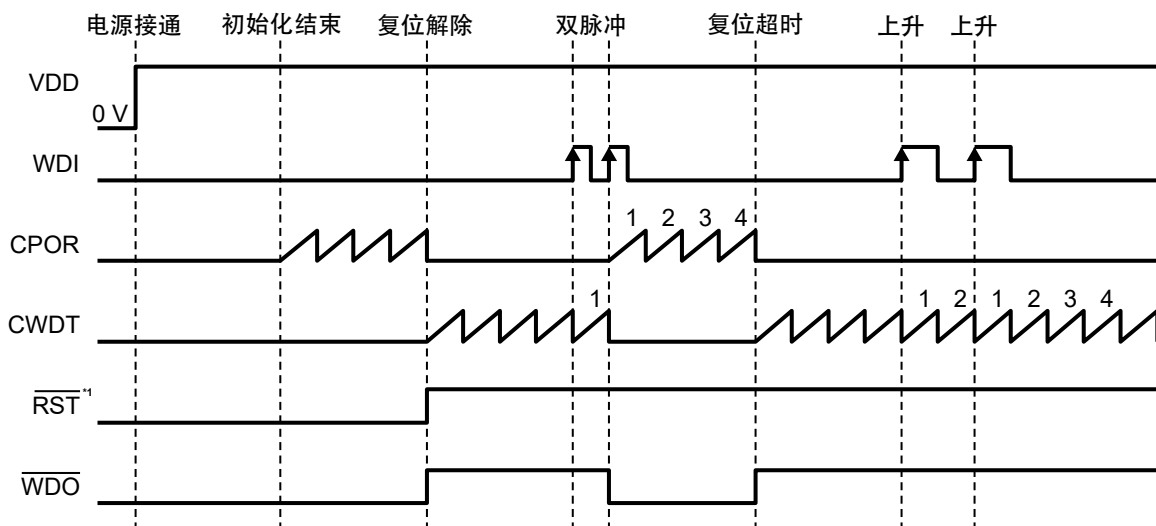 电源接通 初始化结束 复位解除 双脉冲 复位超时 上升 上升
VDD
0 V
WDI
CPOR
1 2 3 4
CWDT
1 1 2 1 2 3 4
RST *1
WDO